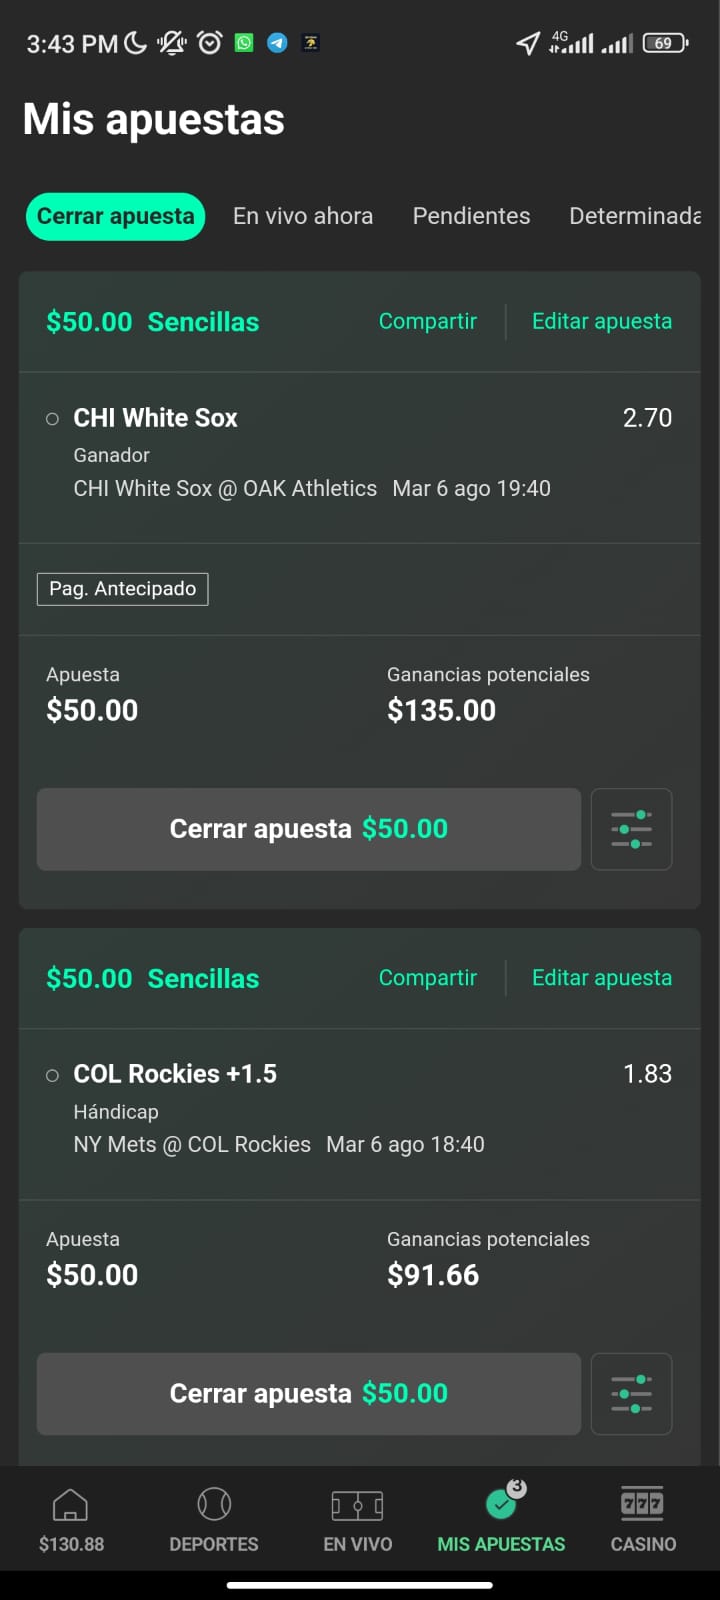 3:43 PM
4G
69
Mis apuestas
Cerrar apuesta En vivo ahora Pendientes Determinada
$50.00 Sencillas Compartir Editar apuesta
CHI White Sox 2.70
Ganador
CHI White Sox @ OAK Athletics Mar 6 ago 19:40
Pag. Antecipado
Apuesta Ganancias potenciales
$50.00 $135.00
Cerrar apuesta $50.00
$50.00 Sencillas Compartir Editar apuesta
COL Rockies +1.5 1.83
Hándicap
NY Mets @ COL Rockies Mar 6 ago 18:40
Apuesta Ganancias potenciales
$50.00 $91.66
Cerrar apuesta $50.00
3
777
$130.88 DEPORTES EN VIVO MIS APUESTAS CASINO